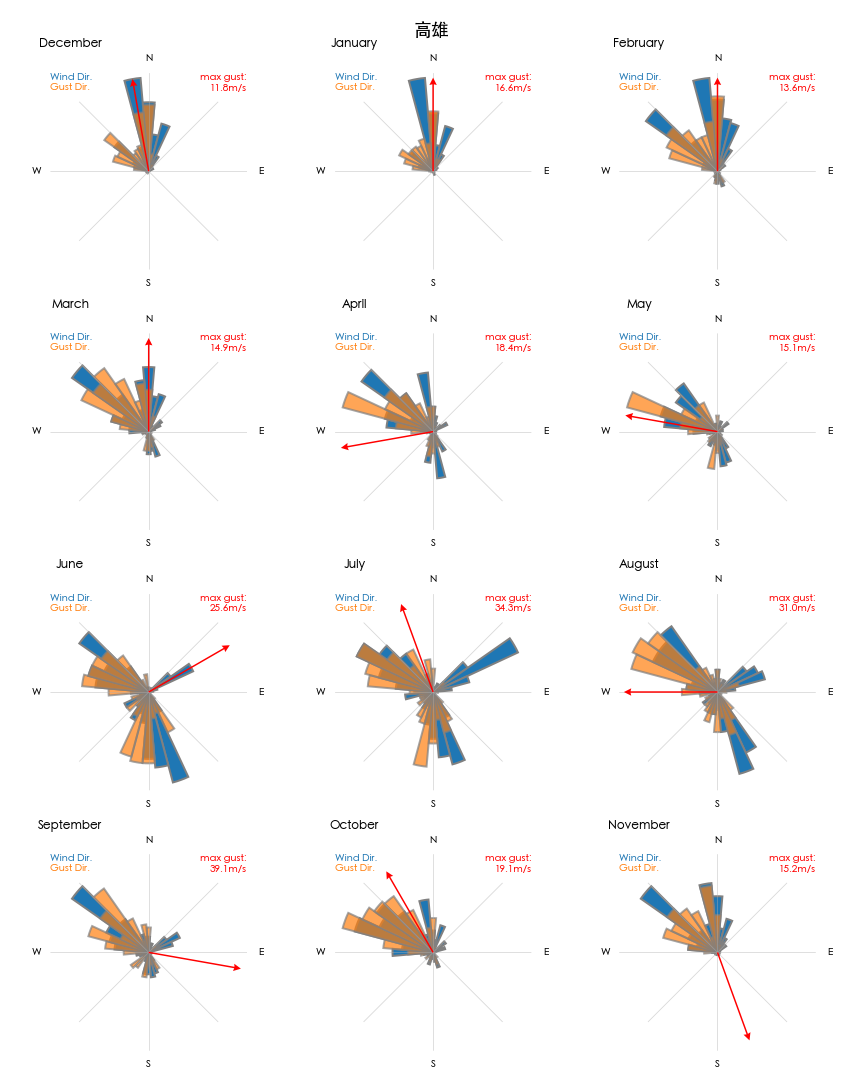 高雄
December
N
Wind Dir.
Gust Dir.
max gust:
11.8m/s
W
E
S
January
N
Wind Dir.
Gust Dir.
max gust:
16.6m/s
W
E
S
February
N
Wind Dir.
Gust Dir.
max gust:
13.6m/s
W
E
S
March
N
Wind Dir.
Gust Dir.
max gust:
14.9m/s
W
E
S
April
N
Wind Dir.
Gust Dir.
max gust:
18.4m/s
W
E
S
May
N
Wind Dir.
Gust Dir.
max gust:
15.1m/s
W
E
S
June
N
Wind Dir.
Gust Dir.
max gust:
25.6m/s
W
E
S
July
N
Wind Dir.
Gust Dir.
max gust:
34.3m/s
W
E
S
August
N
Wind Dir.
Gust Dir.
max gust:
31.0m/s
W
E
S
September
N
Wind Dir.
Gust Dir.
max gust:
39.1m/s
W
E
S
October
N
Wind Dir.
Gust Dir.
max gust:
19.1m/s
W
E
S
November
N
Wind Dir.
Gust Dir.
max gust:
15.2m/s
W
E
S